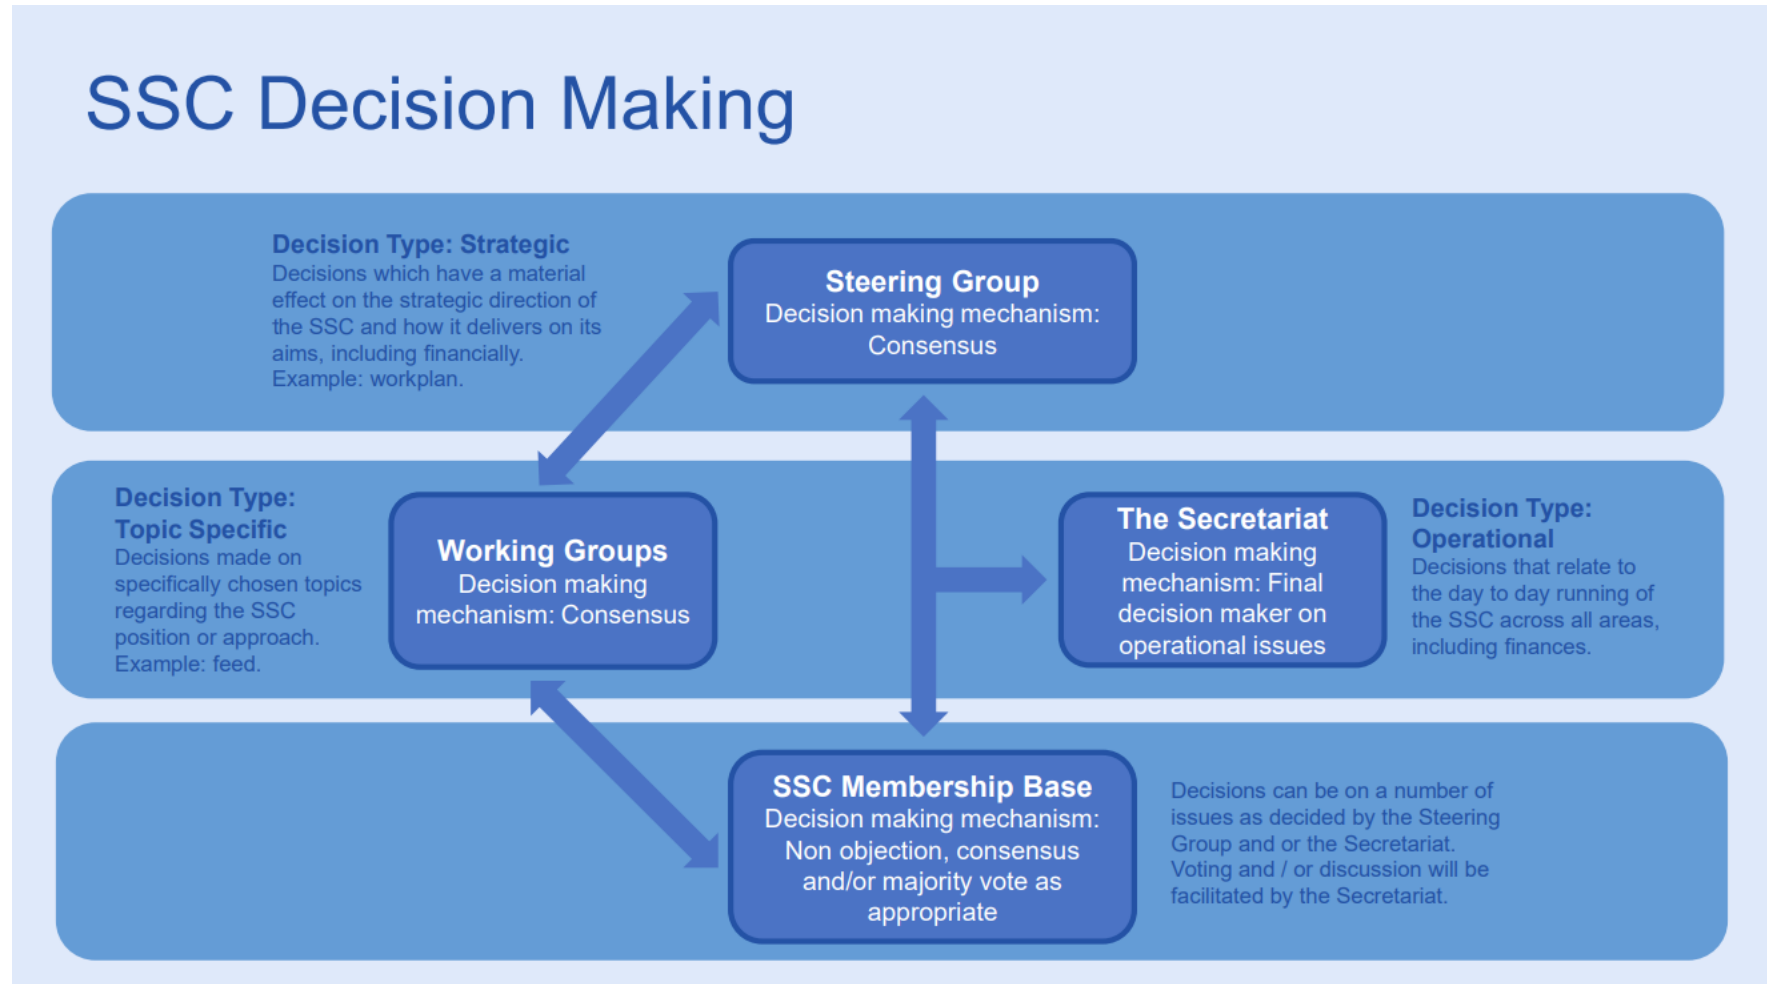 SSC Decision Making
Decision Type: Strategic
Decisions which have a material
effect on the strategic direction of
the SSC and how it delivers on its
aims, including financially.
Example: workplan.
Steering Group
Decision making mechanism:
Consensus
Decision Type:
Topic Specific
Decisions made on
specifically chosen topics
regarding the SSC
position or approach.
Example: feed.
Working Groups
Decision making
mechanism: Consensus
The Secretariat
Decision making
mechanism: Final
decision maker on
operational issues
Decision Type:
Operational
Decisions that relate to
the day to day running of
the SSC across all areas,
including finances.
SSC Membership Base
Decision making mechanism:
Non objection, consensus
and/or majority vote as
appropriate
Decisions can be on a number of
issues as decided by the Steering
Group and or the Secretariat.
Voting and / or discussion will be
facilitated by the Secretariat.